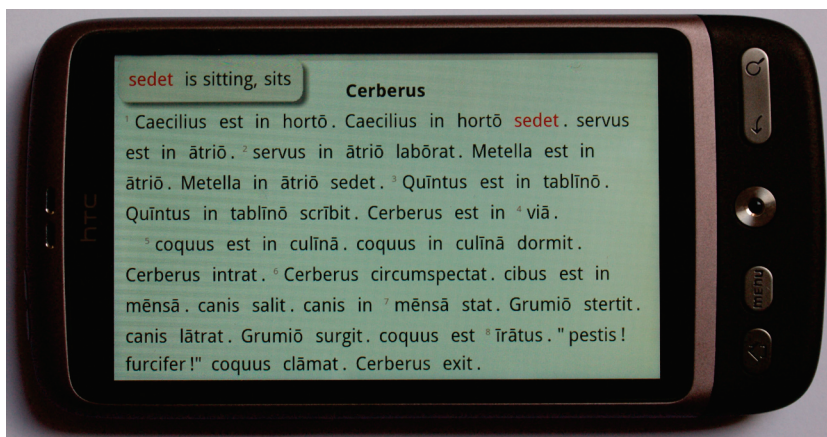 sedet is sitting, sits
Cerberus
1 Caecilius est in hortō. Caecilius in hortō sedet. servus
est in ātriō. 2 servus in ātriō labōrat. Metella est in
ātriō. Metella in ātriō sedet. 3 Quīntus est in tablīnō.
Quīntus in tablīnō scrībit. Cerberus est in 4 viā.
5 coquus est in culīnā. coquus in culīnā dormit.
Cerberus intrat. 6 Cerberus circumspectat. cibus est in
mēnsā. canis salit. canis in 7 mēnsā stat. Grumiō stertit.
canis lātrat. Grumiō surgit. coquus est 8 īrātus. "pestis!
furcifer!" coquus clāmat. Cerberus exit.
hTC
menu